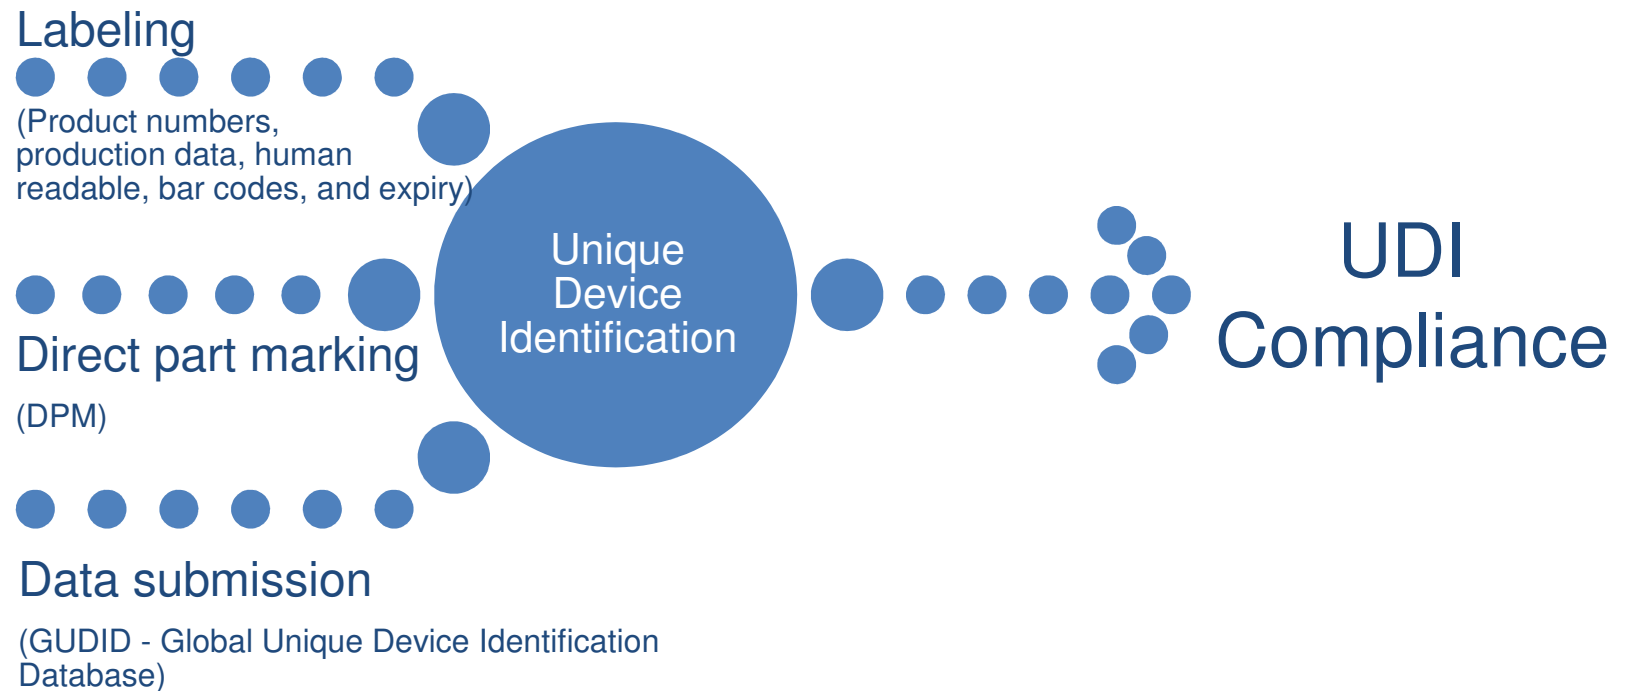 Labeling
(Product numbers,
production data, human
readable, bar codes, and expiry)
Direct part marking
(DPM)
Data submission
(GUDID - Global Unique Device Identification
Database)
Unique
Device
Identification
UDI
Compliance